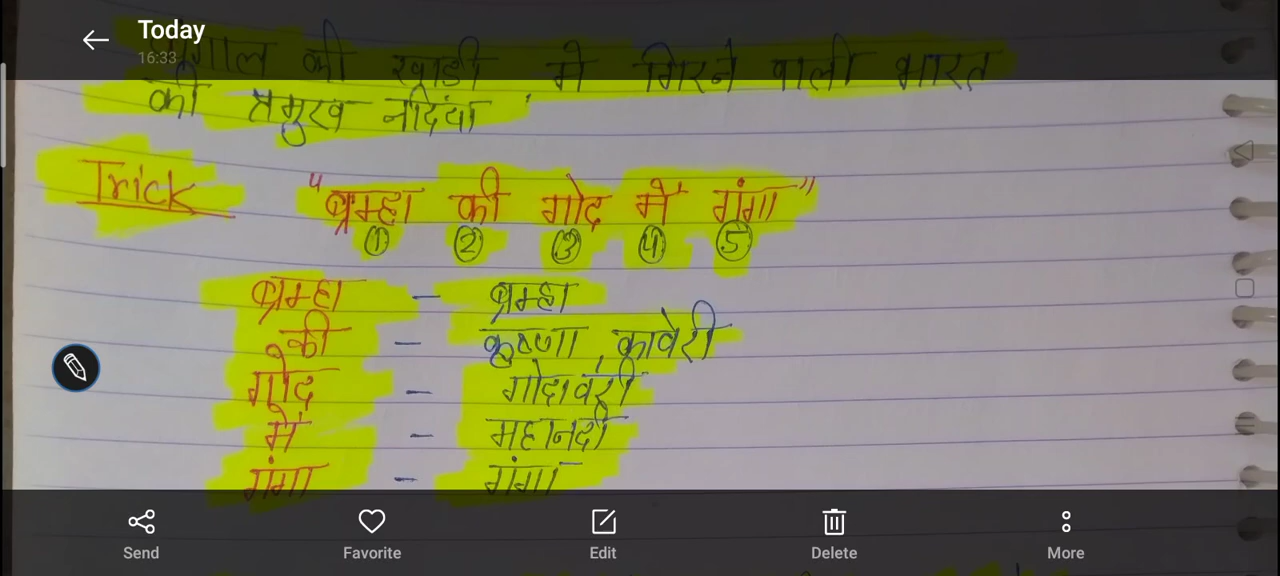 Today
16:33
बंगाल की खाडी मे गिरने वाली भारत
की प्रमुख नदियां
Trick "ब्रम्हा की गोद में गंगा"
① ② ③ ④ ⑤
ब्रम्हा - ब्रम्हा
की - कृष्णा, कावेरी
गोद - गोदावरी
में - महानदी
गंगा - गंगा
Send Favorite Edit Delete More